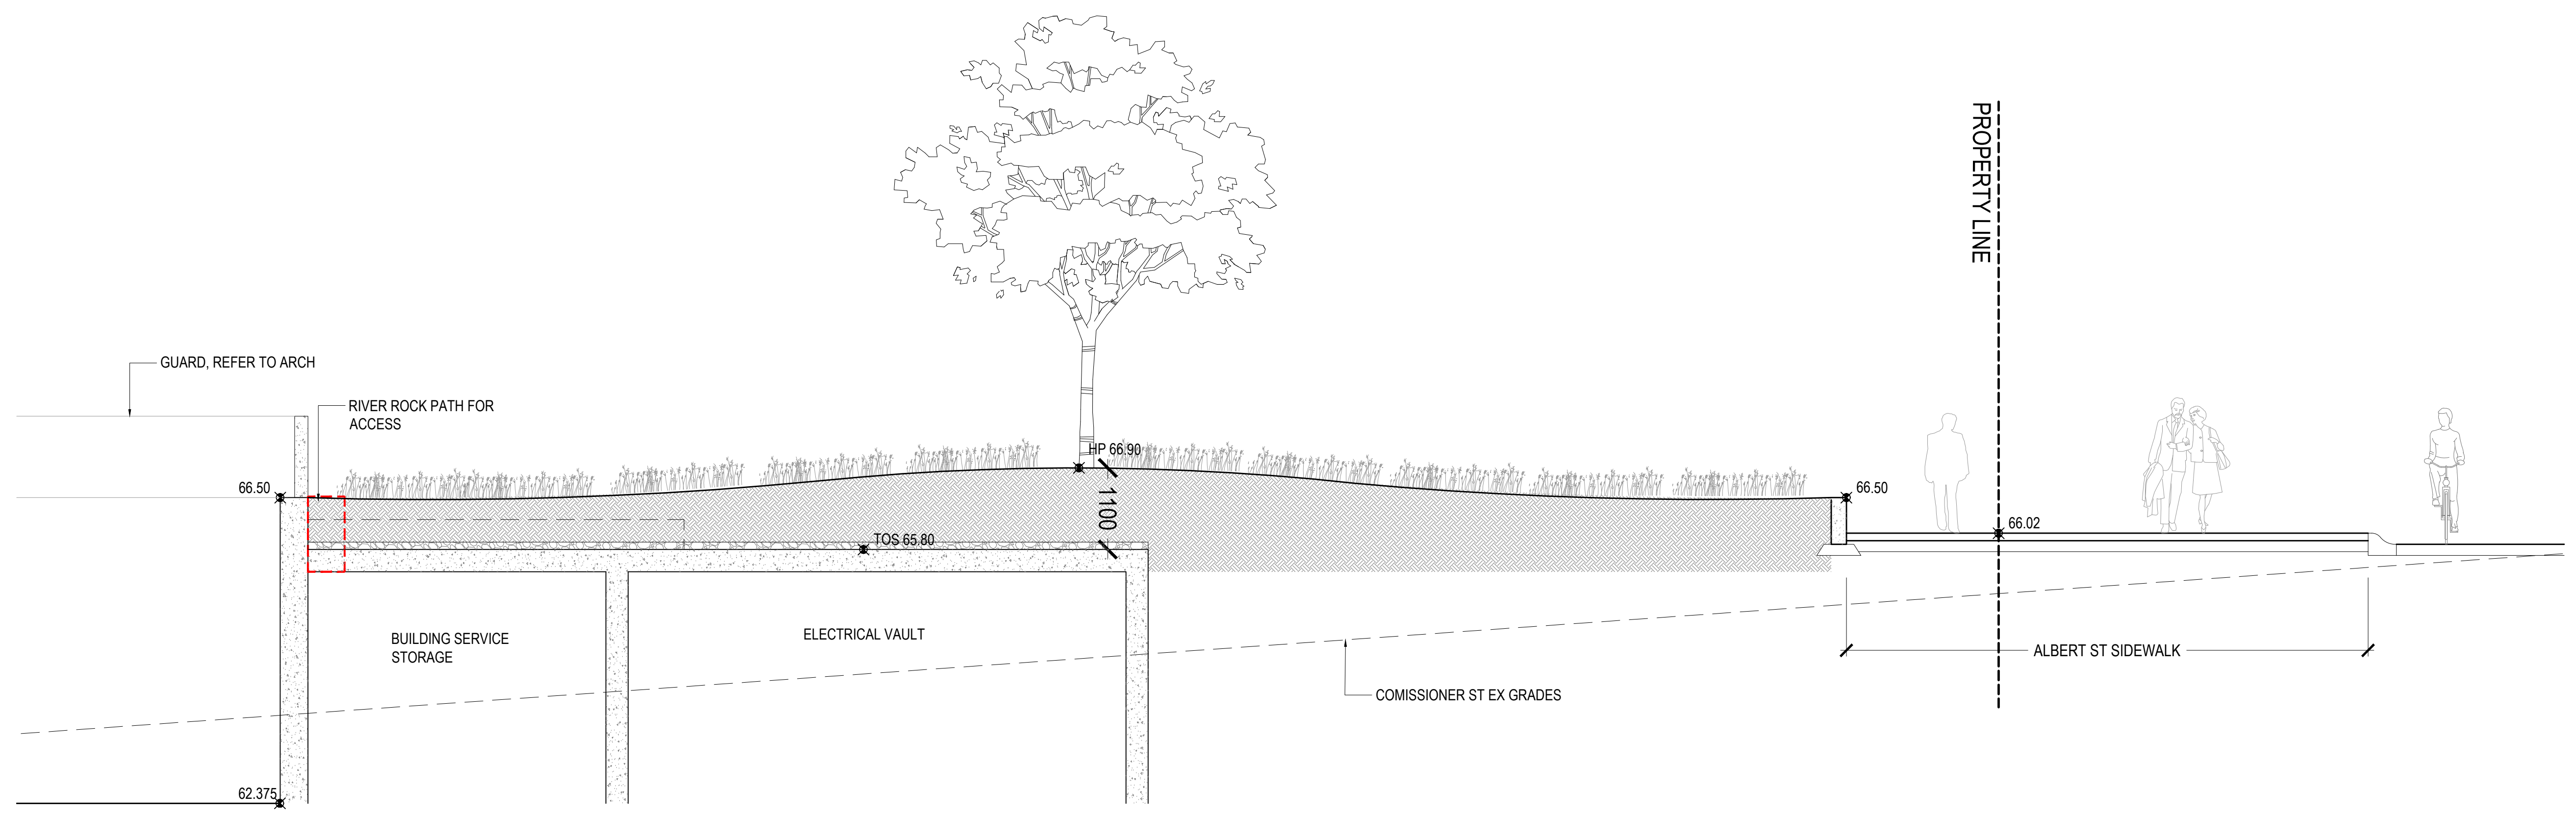 PROPERTY LINE
GUARD, REFER TO ARCH
RIVER ROCK PATH FOR
ACCESS
HP 66.90
66.50
1100
66.50
66.02
TOS 65.80
BUILDING SERVICE
STORAGE
ELECTRICAL VAULT
ALBERT ST SIDEWALK
COMISSIONER ST EX GRADES
62.375